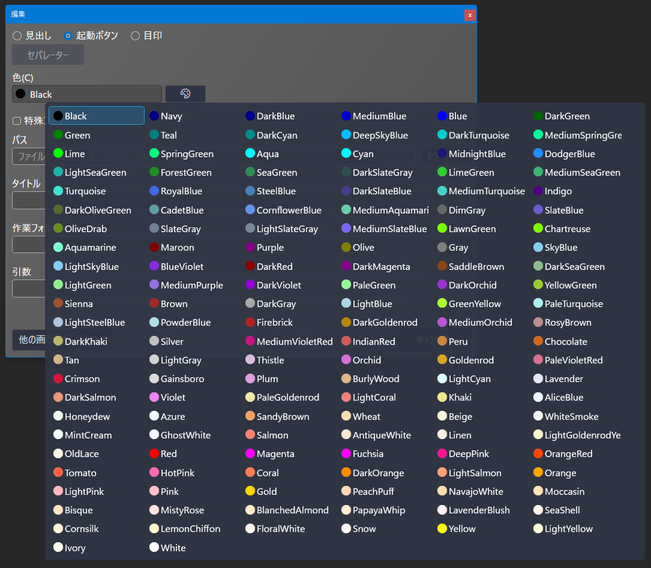 編集
x
見出し 起動ボタン 目印
セパレーター
色(C)
Black
特殊
パス
ファイル
タイトル
作業フォ
引数
他の画
Black Navy DarkBlue MediumBlue Blue DarkGreen
Green Teal DarkCyan DeepSkyBlue DarkTurquoise MediumSpringGre
Lime SpringGreen Aqua Cyan MidnightBlue DodgerBlue
LightSeaGreen ForestGreen SeaGreen DarkSlateGray LimeGreen MediumSeaGreen
Turquoise RoyalBlue SteelBlue DarkSlateBlue MediumTurquoise Indigo
DarkOliveGreen CadetBlue CornflowerBlue MediumAquamari DimGray SlateBlue
OliveDrab SlateGray LightSlateGray MediumSlateBlue LawnGreen Chartreuse
Aquamarine Maroon Purple Olive Gray SkyBlue
LightSkyBlue BlueViolet DarkRed DarkMagenta SaddleBrown DarkSeaGreen
LightGreen MediumPurple DarkViolet PaleGreen DarkOrchid YellowGreen
Sienna Brown DarkGray LightBlue GreenYellow PaleTurquoise
LightSteelBlue PowderBlue Firebrick DarkGoldenrod MediumOrchid RosyBrown
DarkKhaki Silver MediumVioletRed IndianRed Peru Chocolate
Tan LightGray Thistle Orchid Goldenrod PaleVioletRed
Crimson Gainsboro Plum BurlyWood LightCyan Lavender
DarkSalmon Violet PaleGoldenrod LightCoral Khaki AliceBlue
Honeydew Azure SandyBrown Wheat Beige WhiteSmoke
MintCream GhostWhite Salmon AntiqueWhite Linen LightGoldenrodYe
OldLace Red Magenta Fuchsia DeepPink OrangeRed
Tomato HotPink Coral DarkOrange LightSalmon Orange
LightPink Pink Gold PeachPuff NavajoWhite Moccasin
Bisque MistyRose BlanchedAlmond PapayaWhip LavenderBlush SeaShell
Cornsilk LemonChiffon FloralWhite Snow Yellow LightYellow
Ivory White